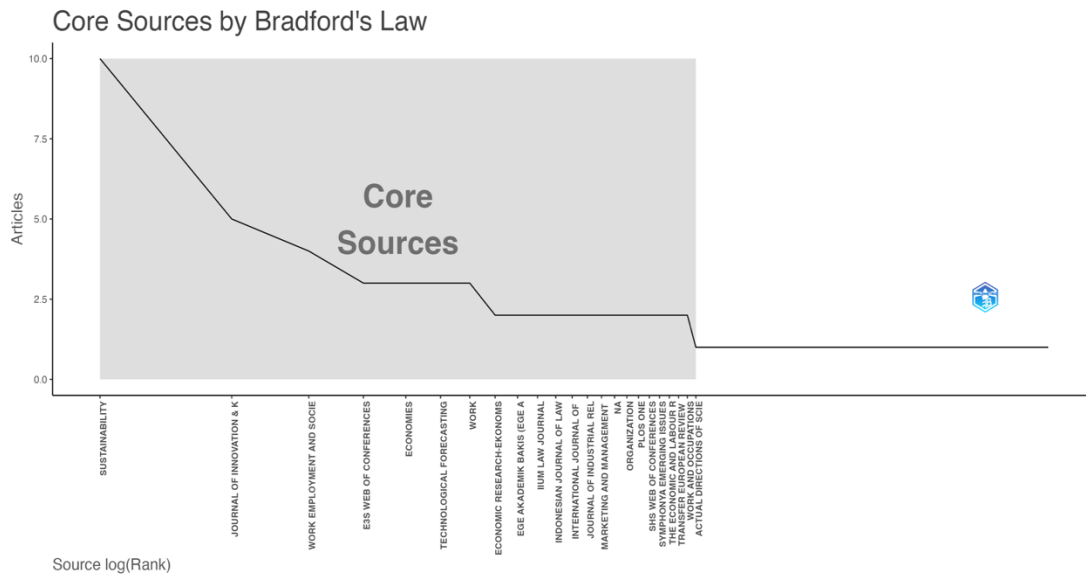 Core Sources by Bradford's Law
10.0
7.5
5.0
2.5
0.0
Articles
Core
Sources
SUSTAINABILITY
JOURNAL OF INNOVATION & K
WORK EMPLOYMENT AND SOCIE
E3S WEB OF CONFERENCES
ECONOMIES
TECHNOLOGICAL FORECASTING
WORK
ECONOMIC RESEARCH-EKONOMS
EGE AKADEMIK BAKIS (EGE A
IIUM LAW JOURNAL
INDONESIAN JOURNAL OF LAW
INTERNATIONAL JOURNAL OF
JOURNAL OF INDUSTRIAL REL
MARKETING AND MANAGEMENT
NA
ORGANIZATION
PLOS ONE
SHS WEB OF CONFERENCES
SYMPHONYA EMERGING ISSUES
THE ECONOMIC AND LABOUR R
TRANSFER EUROPEAN REVIEW
WORK AND OCCUPATIONS
ACTUAL DIRECTIONS OF SCIE
Source log(Rank)